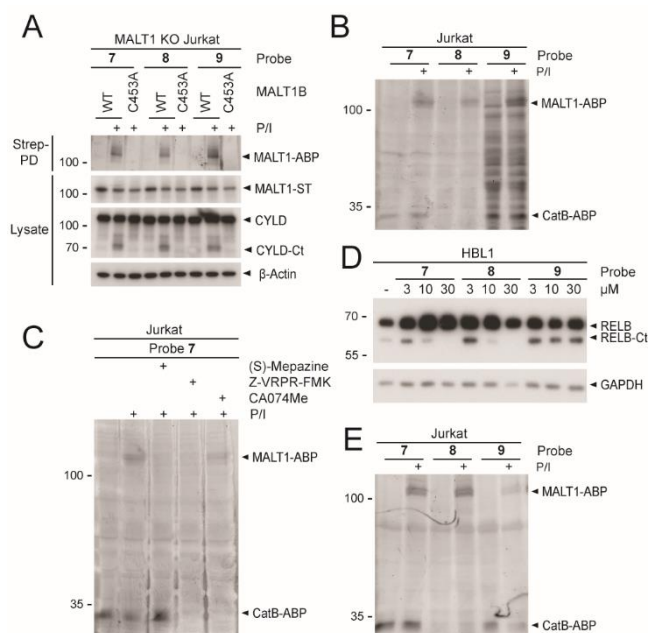 A
MALT1 KO Jurkat
7 8 9 Probe
WT C453A WT C453A WT C453A MALT1B
+ + + + + + P/I
Strep-PD
100 -
MALT1-ABP
Lysate
100 -
MALT1-ST
100 -
CYLD
70 -
CYLD-Ct
β-Actin
B
Jurkat
7 8 9 Probe
+ + + P/I
100 -
MALT1-ABP
35 -
CatB-ABP
C
Jurkat
Probe 7
+ (S)-Mepazine
+ Z-VRPR-FMK
+ CA074Me
+ + + + P/I
100 -
MALT1-ABP
35 -
CatB-ABP
D
HBL1
7 8 9 Probe
- 3 10 30 3 10 30 3 10 30 µM
70 -
RELB
RELB-Ct
55 -
GAPDH
E
Jurkat
7 8 9 Probe
+ + + P/I
100 -
MALT1-ABP
35 -
CatB-ABP